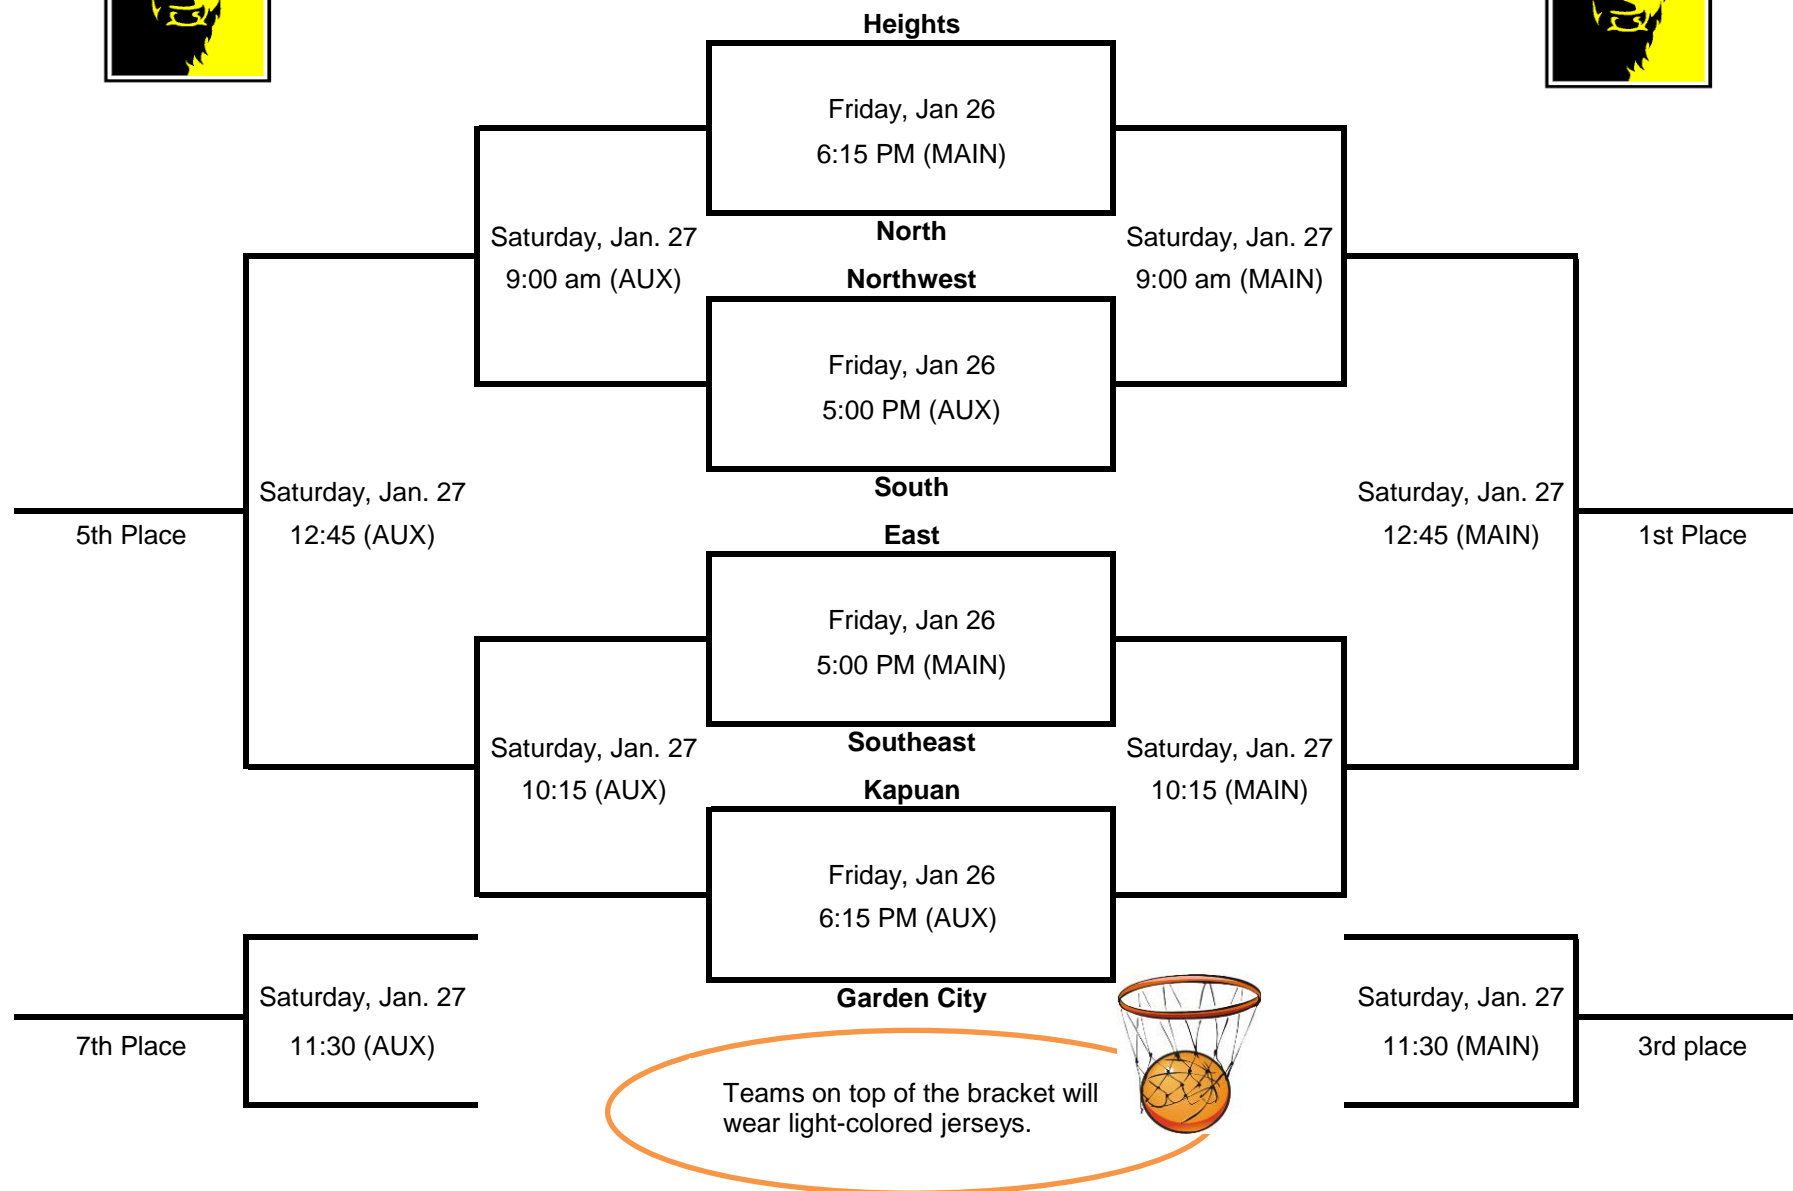 Heights
Friday, Jan 26
6:15 PM (MAIN)
North
Saturday, Jan. 27
9:00 am (AUX)
Saturday, Jan. 27
9:00 am (MAIN)
Northwest
Friday, Jan 26
5:00 PM (AUX)
South
Saturday, Jan. 27
12:45 (AUX)
5th Place
Saturday, Jan. 27
12:45 (MAIN)
1st Place
East
Friday, Jan 26
5:00 PM (MAIN)
Southeast
Saturday, Jan. 27
10:15 (AUX)
Saturday, Jan. 27
10:15 (MAIN)
Kapuan
Friday, Jan 26
6:15 PM (AUX)
Garden City
Saturday, Jan. 27
11:30 (AUX)
7th Place
Saturday, Jan. 27
11:30 (MAIN)
3rd place
Teams on top of the bracket will
wear light-colored jerseys.